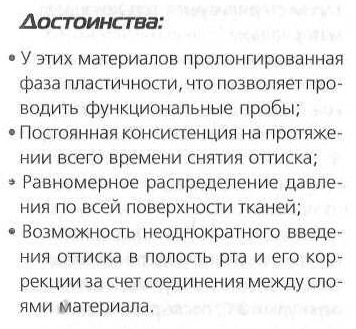 Достоинства:
• У этих материалов пролонгированная
фаза пластичности, что позволяет про-
водить функциональные пробы;
• Постоянная консистенция на протяже-
нии всего времени снятия оттиска;
• Равномерное распределение давле-
ния по всей поверхности тканей;
• Возможность неоднократного введе-
ния оттиска в полость рта и его кор-
рекции за счет соединения между сло-
ями материала.